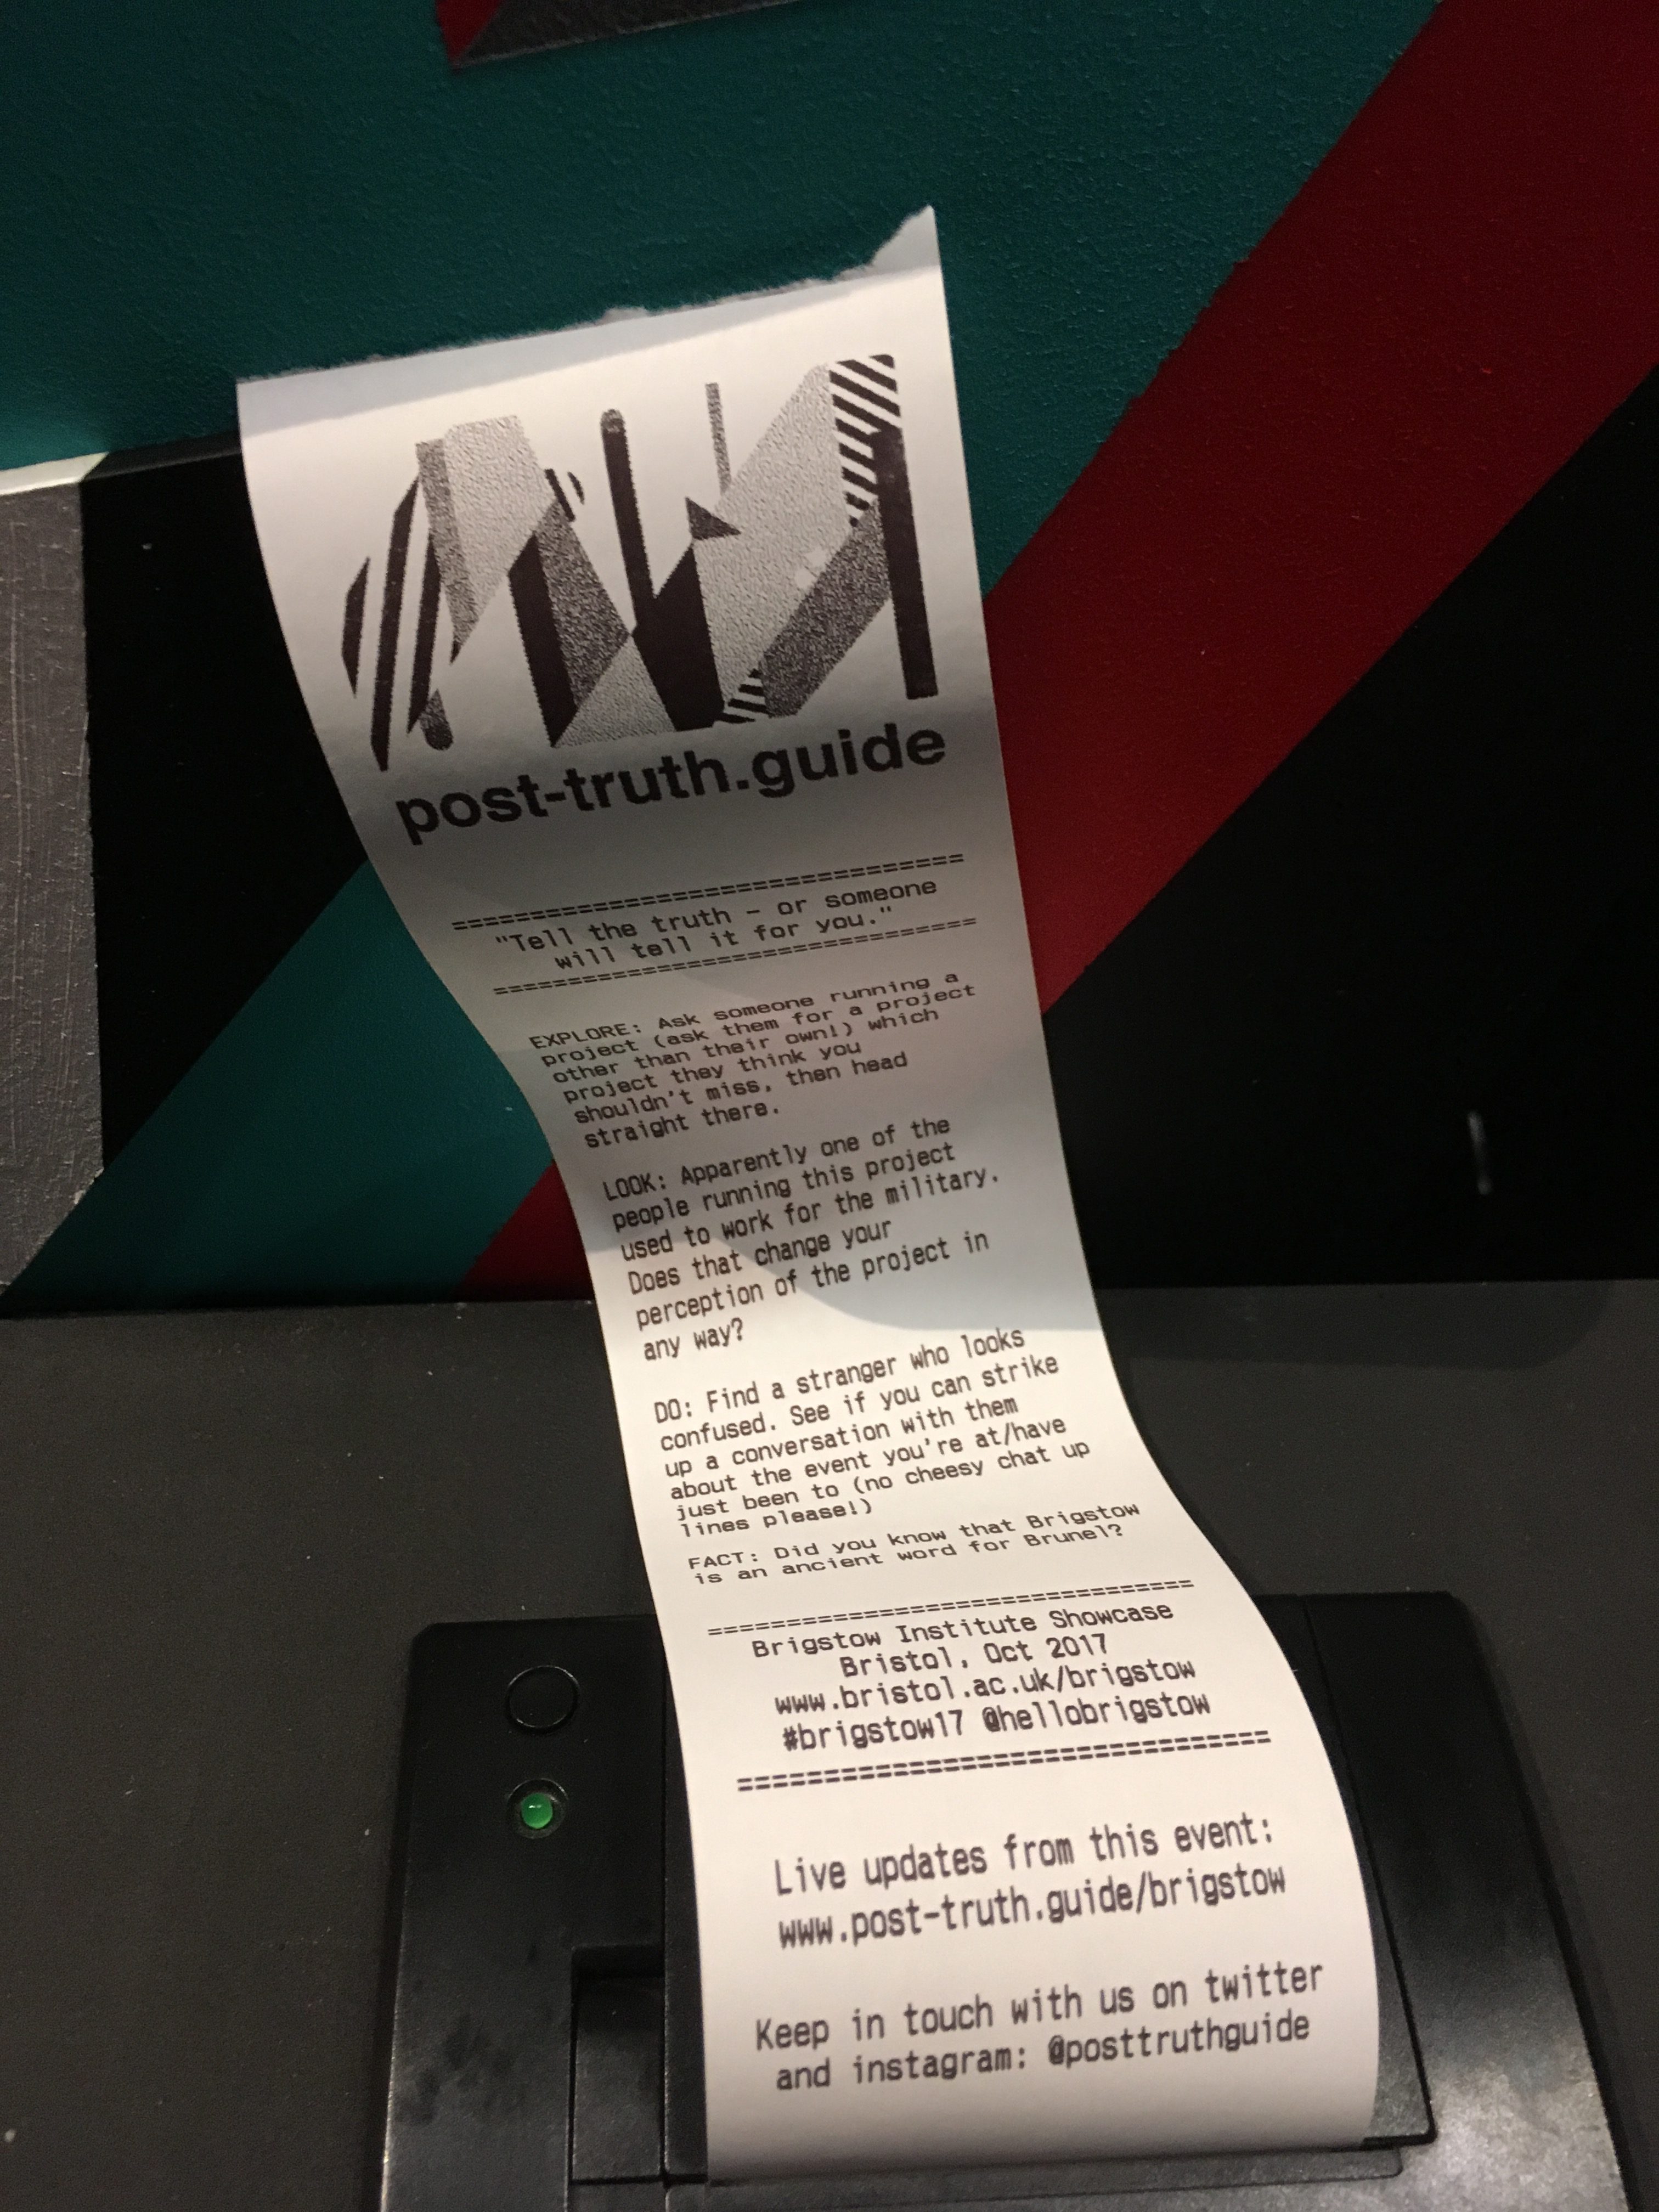 post-truth.guide
================================
"Tell the truth - or someone
will tell it for you."
================================
EXPLORE: Ask someone running a
project (ask them for a project
other than their own!) which
project they think you
shouldn't miss, then head
straight there.
LOOK: Apparently one of the
people running this project
used to work for the military.
Does that change your
perception of the project in
any way?
DO: Find a stranger who looks
confused. See if you can strike
up a conversation with them
about the event you're at/have
just been to (no cheesy chat up
lines please!)
FACT: Did you know that Brigstow
is an ancient word for Brunel?
================================
Brigstow Institute Showcase
Bristol, Oct 2017
www.bristol.ac.uk/brigstow
#brigstow17 @hellobrigstow
================================
Live updates from this event:
www.post-truth.guide/brigstow
Keep in touch with us on twitter
and instagram: @posttruthguide